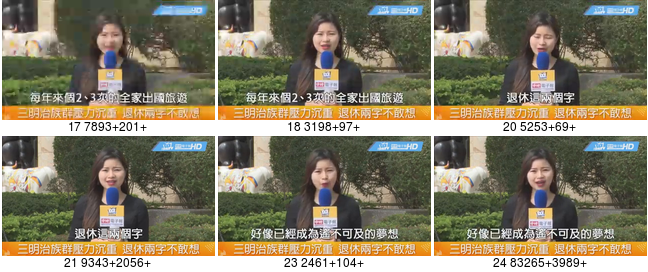 HD HD HD
每年來個2、3次的全家出國旅遊 每年來個2、3次的全家出國旅遊 退休這兩個字
三明治族群壓力沉重 退休兩字不敢想 三明治族群壓力沉重 退休兩字不敢想 三明治族群壓力沉重 退休兩字不敢想
17 7893+201+ 18 3198+97+ 20 5253+69+
HD HD HD
退休這兩個字 好像已經成為遙不可及的夢想 好像已經成為遙不可及的夢想
三明治族群壓力沉重 退休兩字不敢想 三明治族群壓力沉重 退休兩字不敢想 三明治族群壓力沉重 退休兩字不敢想
21 9343+2056+ 23 2461+104+ 24 83265+3989+